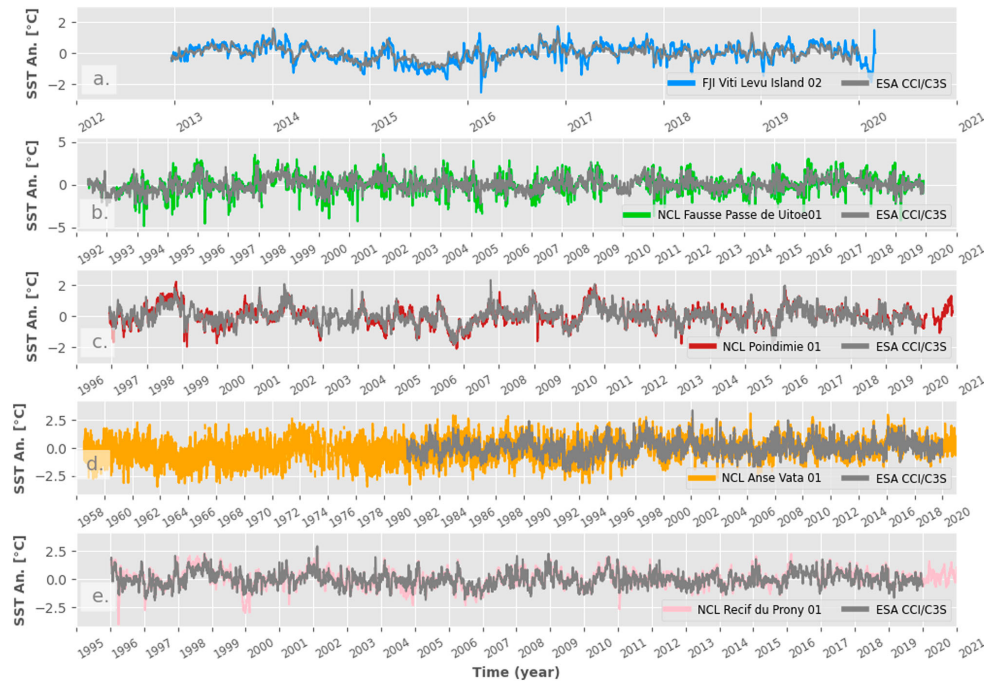 SST An. [°C]
2
0
−2
a.
FJI Viti Levu Island 02 ESA CCI/C3S
2012 2013 2014 2015 2016 2017 2018 2019 2020 2021
SST An. [°C]
5
0
−5
b.
NCL Fausse Passe de Uitoe01 ESA CCI/C3S
1992 1993 1994 1995 1996 1997 1998 1999 2000 2001 2002 2003 2004 2005 2006 2007 2008 2009 2010 2011 2012 2013 2014 2015 2016 2017 2018 2019 2020 2021
SST An. [°C]
2
0
−2
c.
NCL Poindimie 01 ESA CCI/C3S
1996 1997 1998 1999 2000 2001 2002 2003 2004 2005 2006 2007 2008 2009 2010 2011 2012 2013 2014 2015 2016 2017 2018 2019 2020 2021
SST An. [°C]
2.5
0.0
−2.5
d.
NCL Anse Vata 01 ESA CCI/C3S
1958 1960 1962 1964 1966 1968 1970 1972 1974 1976 1978 1980 1982 1984 1986 1988 1990 1992 1994 1996 1998 2000 2002 2004 2006 2008 2010 2012 2014 2016 2018 2020
SST An. [°C]
2.5
0.0
−2.5
e.
NCL Recif du Prony 01 ESA CCI/C3S
1995 1996 1997 1998 1999 2000 2001 2002 2003 2004 2005 2006 2007 2008 2009 2010 2011 2012 2013 2014 2015 2016 2017 2018 2019 2020 2021
Time (year)